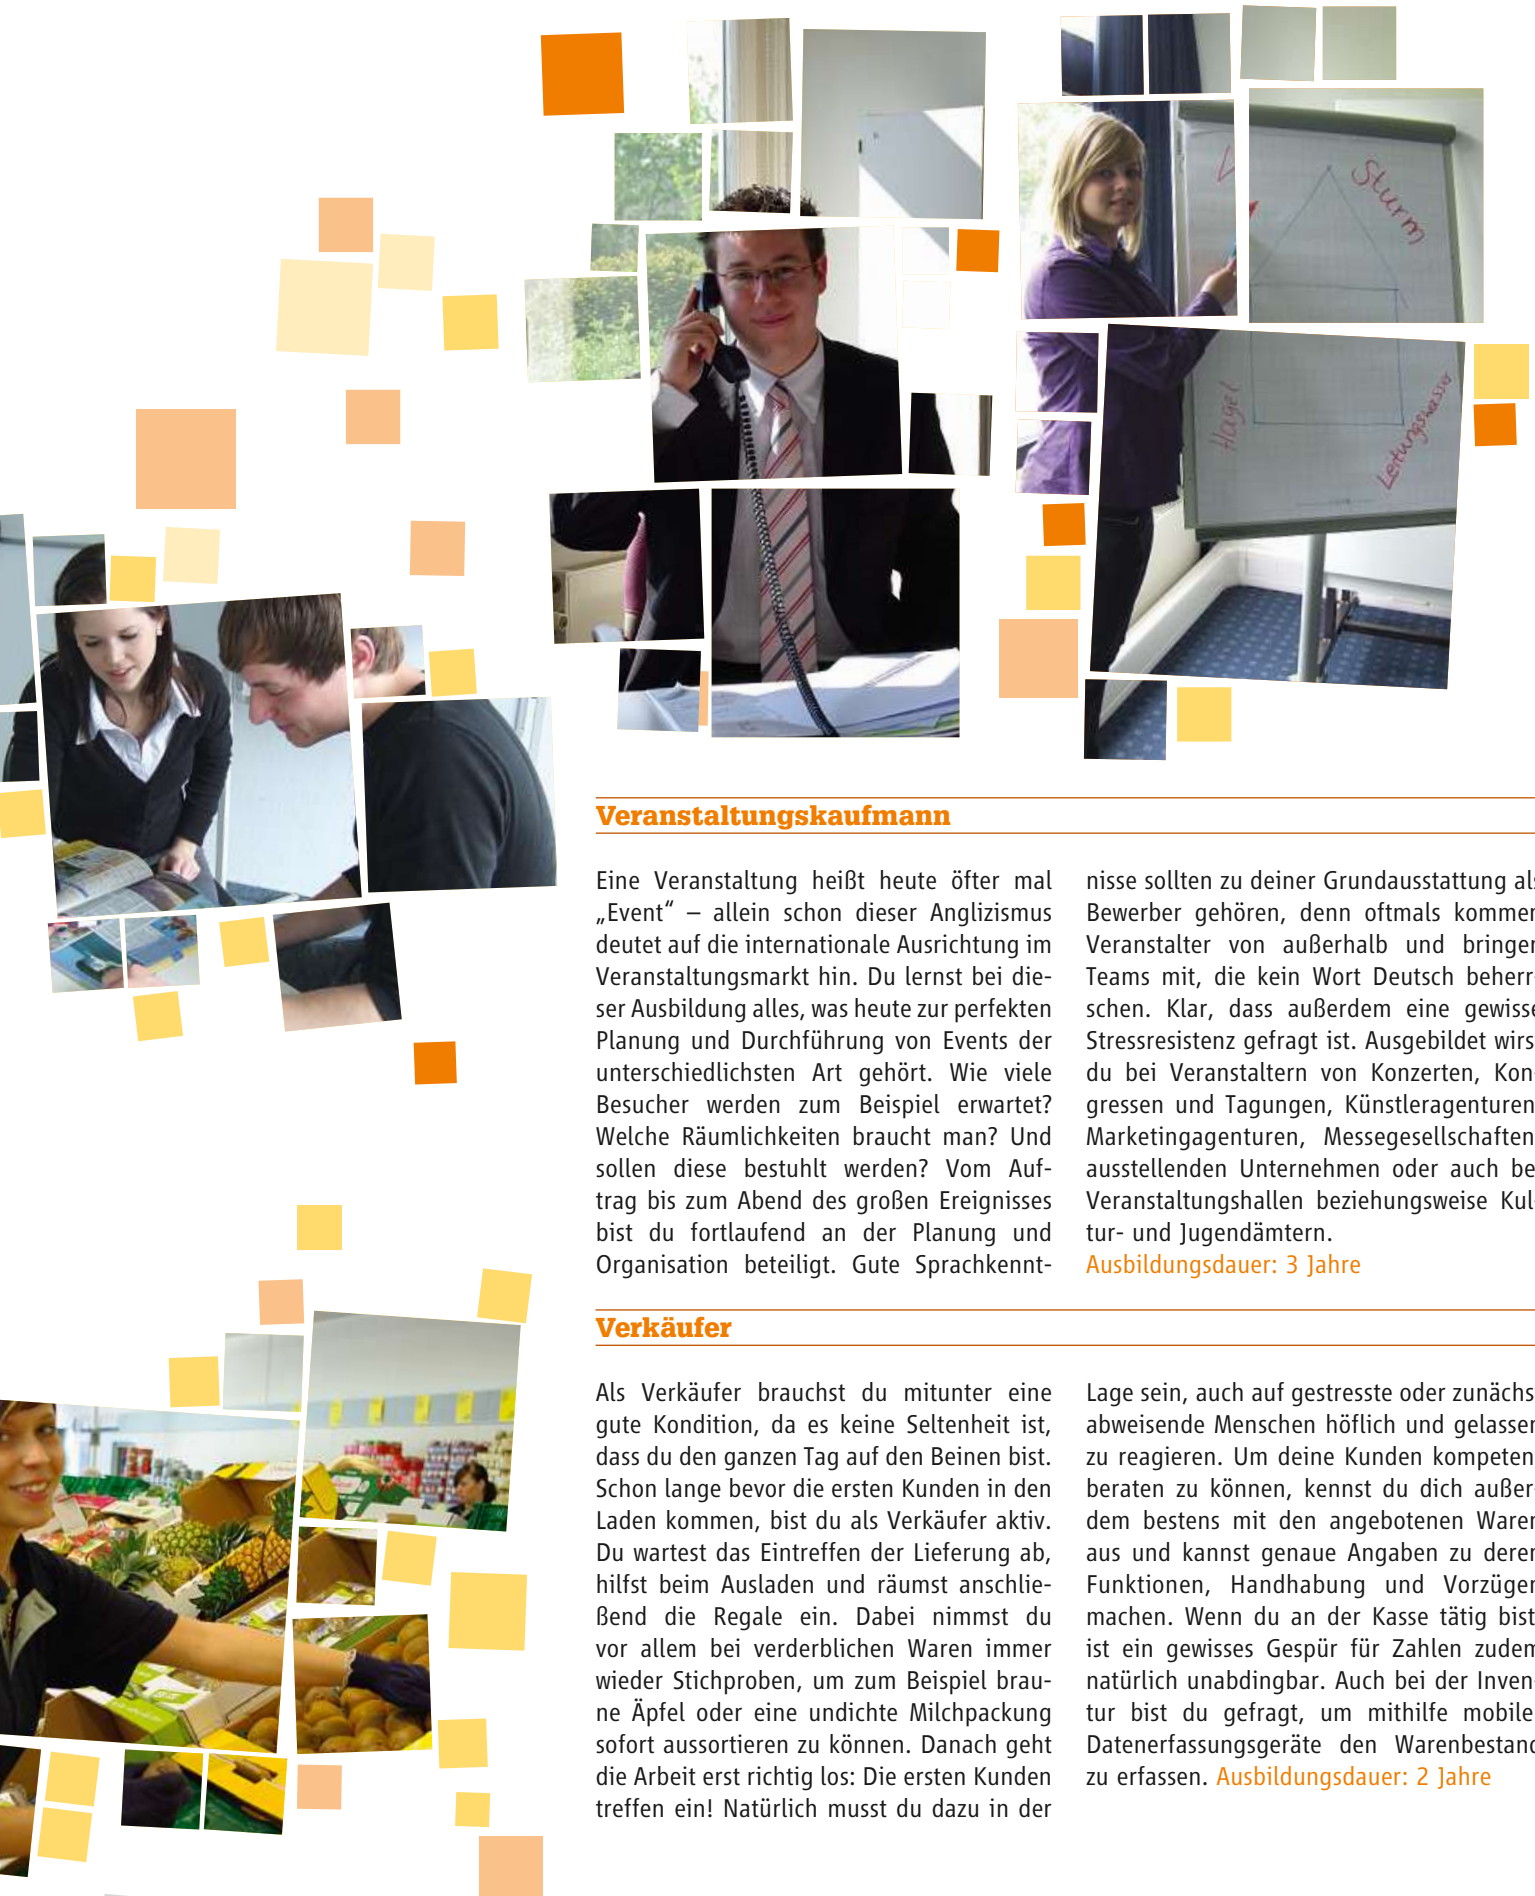 Sturm
Hagel
Leitungswasser
Veranstaltungskaufmann
Eine Veranstaltung heißt heute öfter mal
„Event“ – allein schon dieser Anglizismus
deutet auf die internationale Ausrichtung im
Veranstaltungsmarkt hin. Du lernst bei die-
ser Ausbildung alles, was heute zur perfekten
Planung und Durchführung von Events der
unterschiedlichsten Art gehört. Wie viele
Besucher werden zum Beispiel erwartet?
Welche Räumlichkeiten braucht man? Und
sollen diese bestuhlt werden? Vom Auf-
trag bis zum Abend des großen Ereignisses
bist du fortlaufend an der Planung und
Organisation beteiligt. Gute Sprachkennt-
nisse sollten zu deiner Grundausstattung als
Bewerber gehören, denn oftmals kommen
Veranstalter von außerhalb und bringen
Teams mit, die kein Wort Deutsch beherr-
schen. Klar, dass außerdem eine gewisse
Stressresistenz gefragt ist. Ausgebildet wirs
du bei Veranstaltern von Konzerten, Kon-
gressen und Tagungen, Künstleragenturen
Marketingagenturen, Messegesellschaften
ausstellenden Unternehmen oder auch be
Veranstaltungshallen beziehungsweise Kul-
tur- und Jugendämtern.
Ausbildungsdauer: 3 Jahre
Verkäufer
Als Verkäufer brauchst du mitunter eine
gute Kondition, da es keine Seltenheit ist,
dass du den ganzen Tag auf den Beinen bist.
Schon lange bevor die ersten Kunden in den
Laden kommen, bist du als Verkäufer aktiv.
Du wartest das Eintreffen der Lieferung ab,
hilfst beim Ausladen und räumst anschlie-
ßend die Regale ein. Dabei nimmst du
vor allem bei verderblichen Waren immer
wieder Stichproben, um zum Beispiel brau-
ne Äpfel oder eine undichte Milchpackung
sofort aussortieren zu können. Danach geht
die Arbeit erst richtig los: Die ersten Kunden
treffen ein! Natürlich musst du dazu in der
Lage sein, auch auf gestresste oder zunächs
abweisende Menschen höflich und gelassen
zu reagieren. Um deine Kunden kompeten
beraten zu können, kennst du dich außer-
dem bestens mit den angebotenen Waren
aus und kannst genaue Angaben zu deren
Funktionen, Handhabung und Vorzügen
machen. Wenn du an der Kasse tätig bist
ist ein gewisses Gespür für Zahlen zudem
natürlich unabdingbar. Auch bei der Inven-
tur bist du gefragt, um mithilfe mobile
Datenerfassungsgeräte den Warenbestand
zu erfassen. Ausbildungsdauer: 2 Jahre